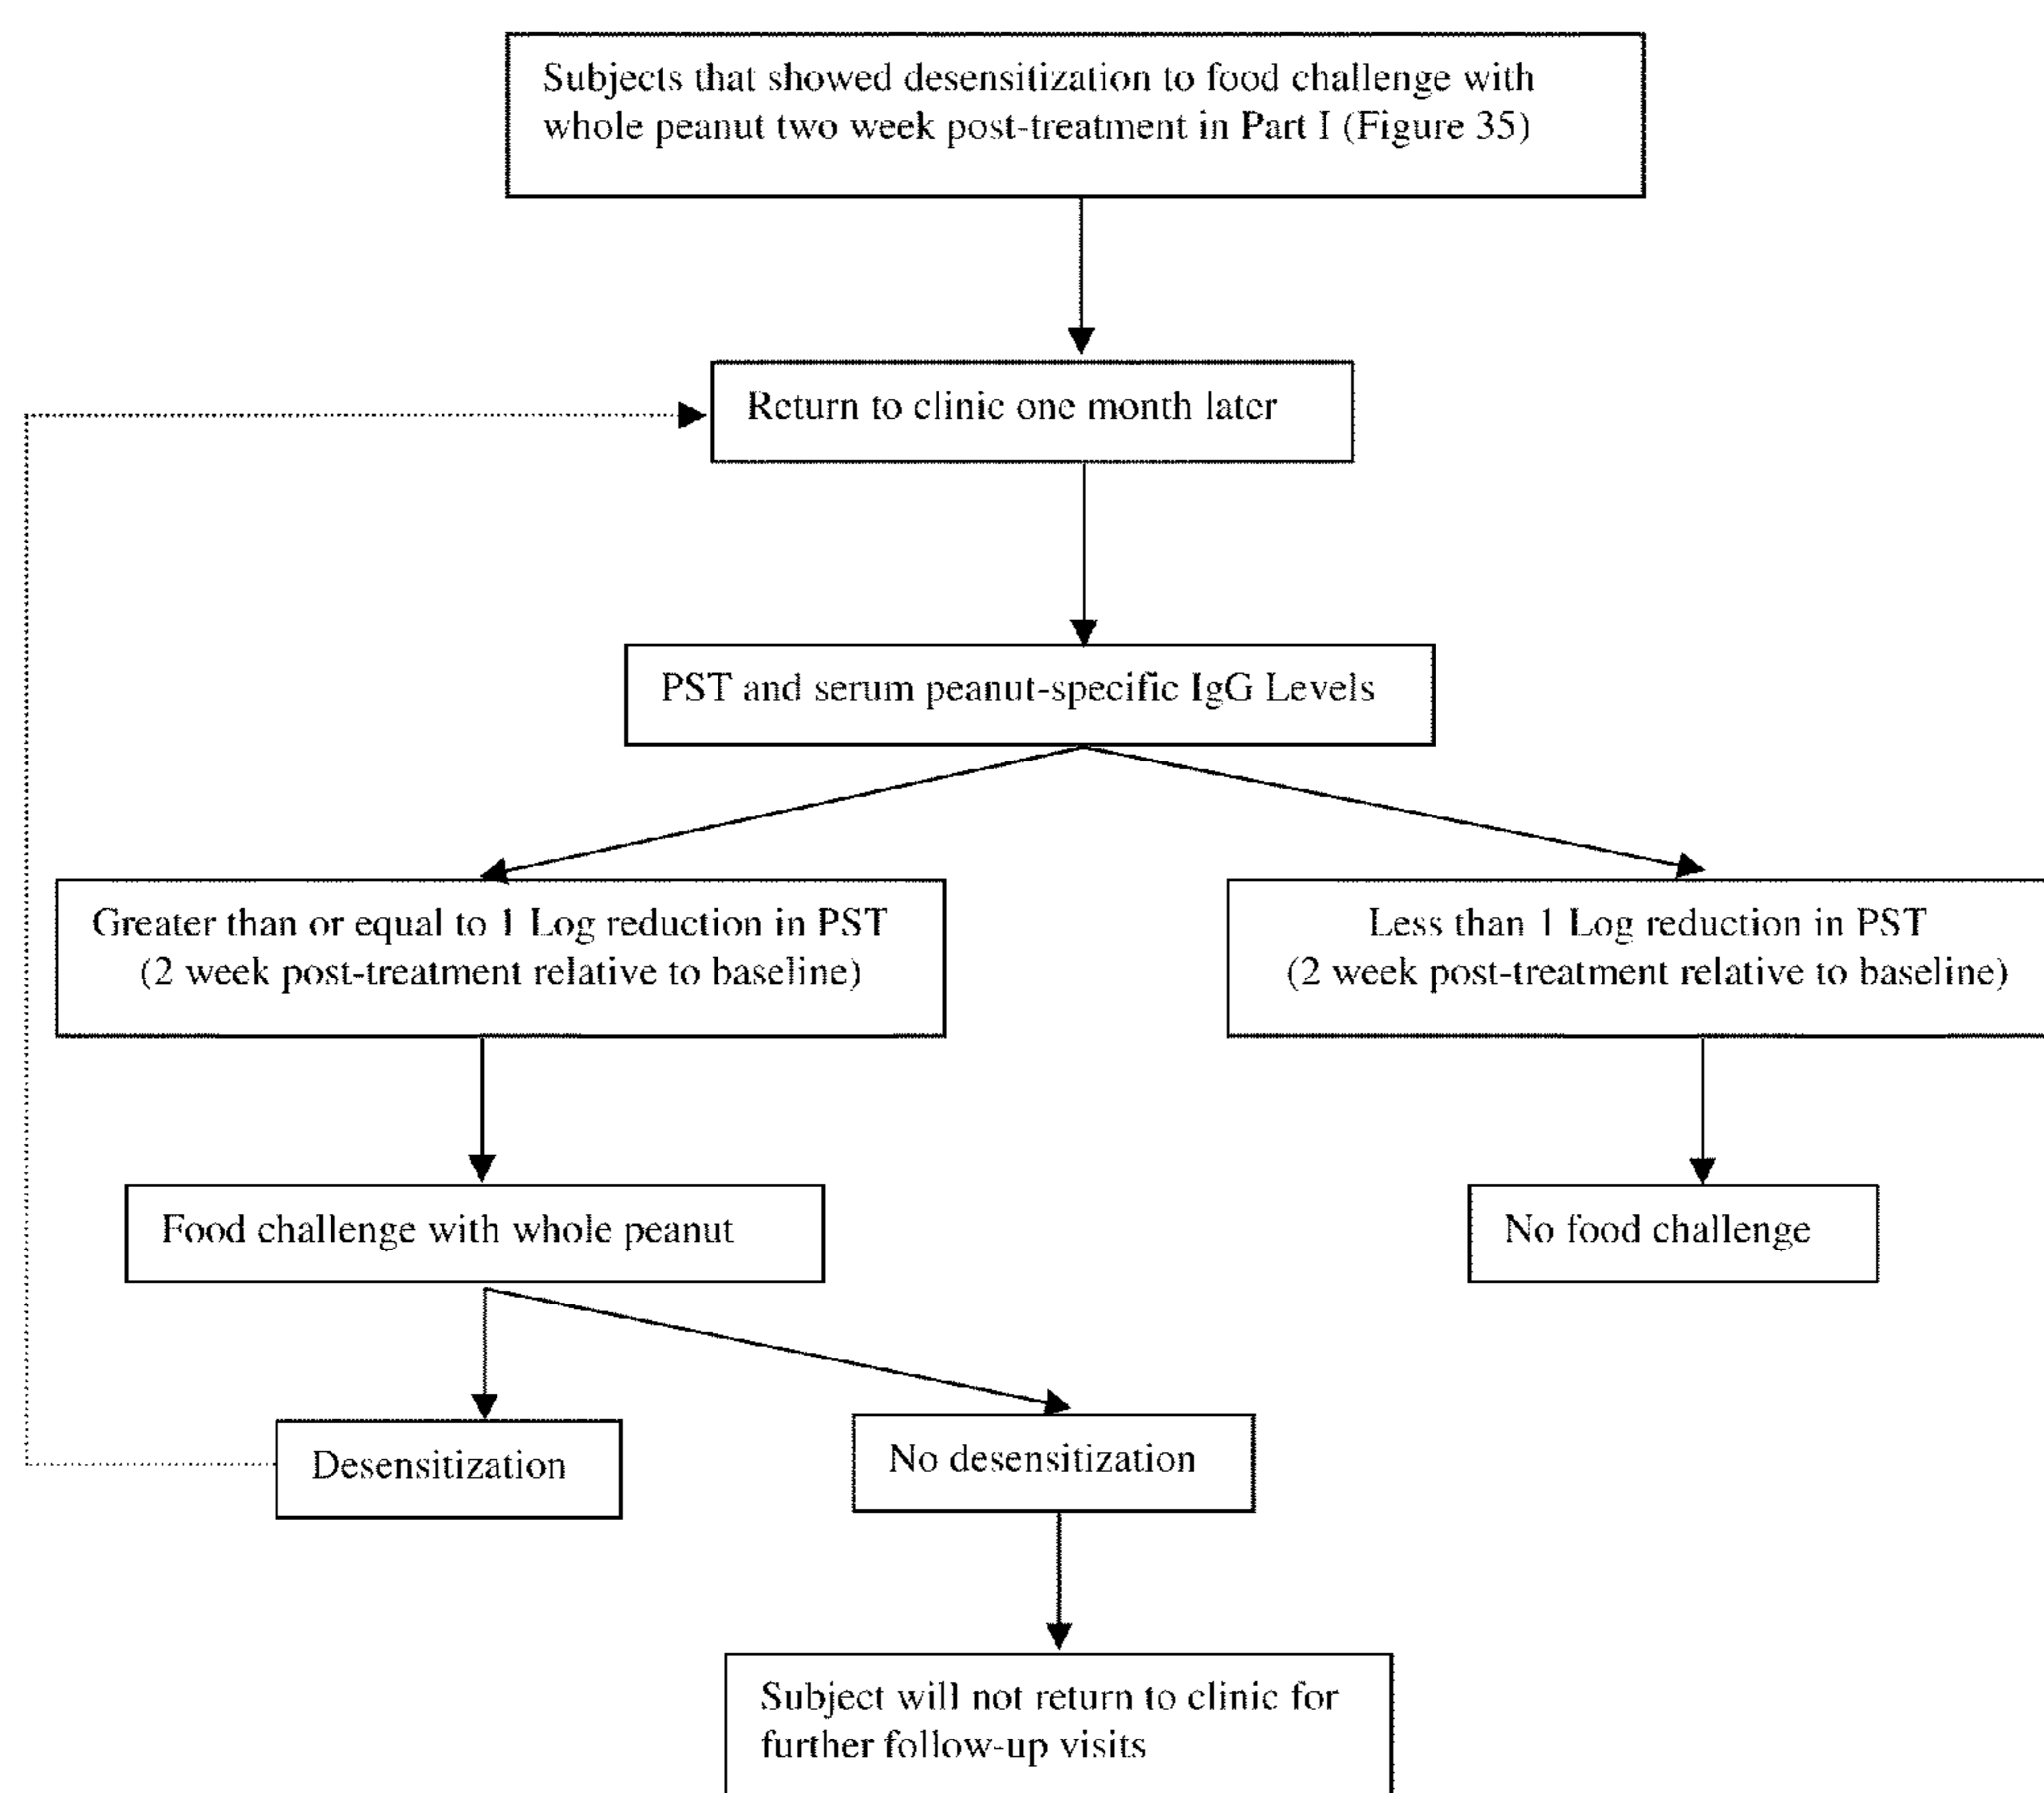 Subjects that showed desensitization to food challenge with
whole peanut two week post-treatment in Part I (Figure 35)
Return to clinic one month later
PST and serum peanut-specific IgG Levels
Greater than or equal to 1 Log reduction in PST
(2 week post-treatment relative to baseline)
Less than 1 Log reduction in PST
(2 week post-treatment relative to baseline)
Food challenge with whole peanut
No food challenge
Desensitization
No desensitization
Subject will not return to clinic for
further follow-up visits